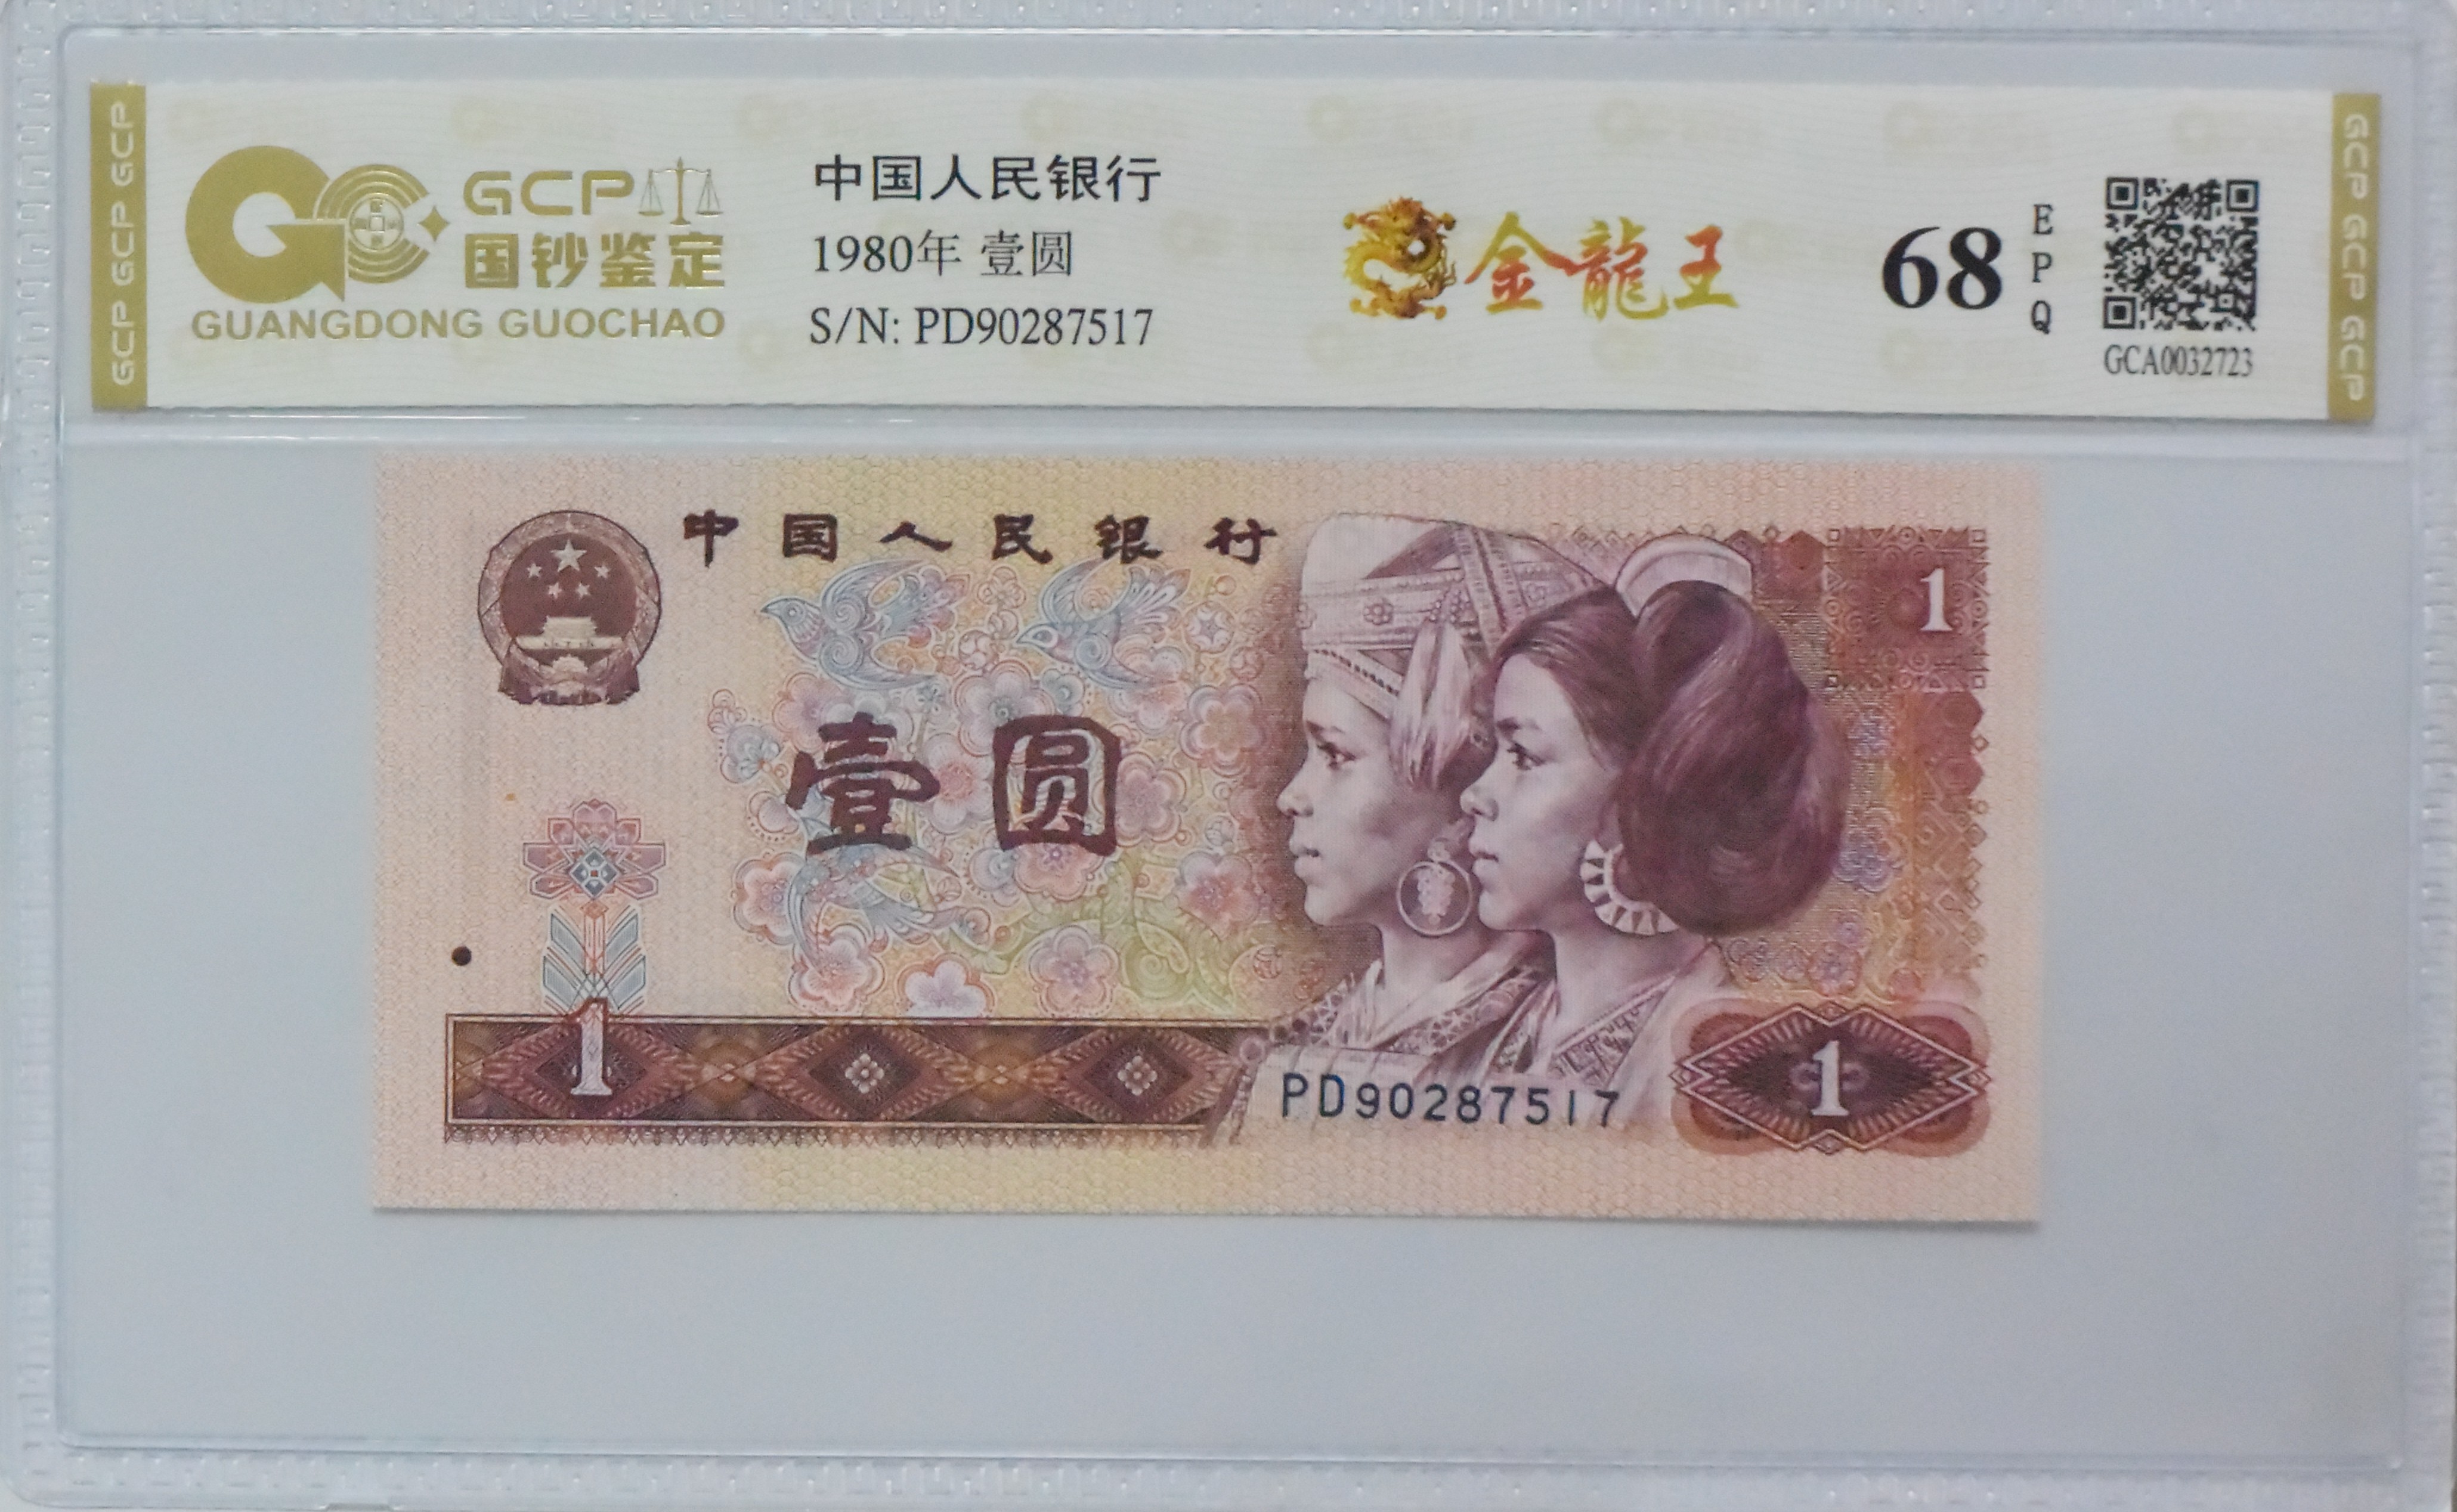 GCP GCP GCP
GCP
国钞鉴定
GUANGDONG GUOCHAO
中国人民银行
1980年 壹圆
S/N: PD90287517
金龍王
68
EPQ
GCA0032723
GCP GCP GCP GCP
中国人民银行
1
壹圆
1
PD90287517
1